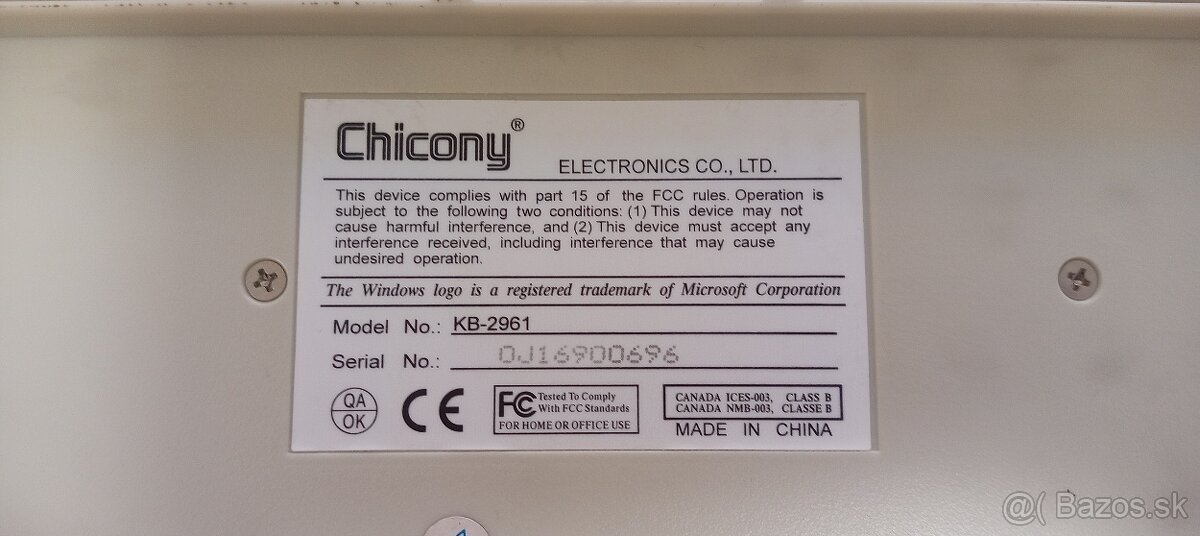 Chicony®
ELECTRONICS CO., LTD.
This device complies with part 15 of the FCC rules. Operation is
subject to the following two conditions: (1) This device may not
cause harmful interference, and (2) This device must accept any
interference received, including interference that may cause
undesired operation.
The Windows logo is a registered trademark of Microsoft Corporation
Model No.: KB-2961
Serial No.: 0J16900696
QA
OK
CE
FC Tested To Comply
With FCC Standards
FOR HOME OR OFFICE USE
CANADA ICES-003, CLASS B
CANADA NMB-003, CLASSE B
MADE IN CHINA
@( Bazos.sk